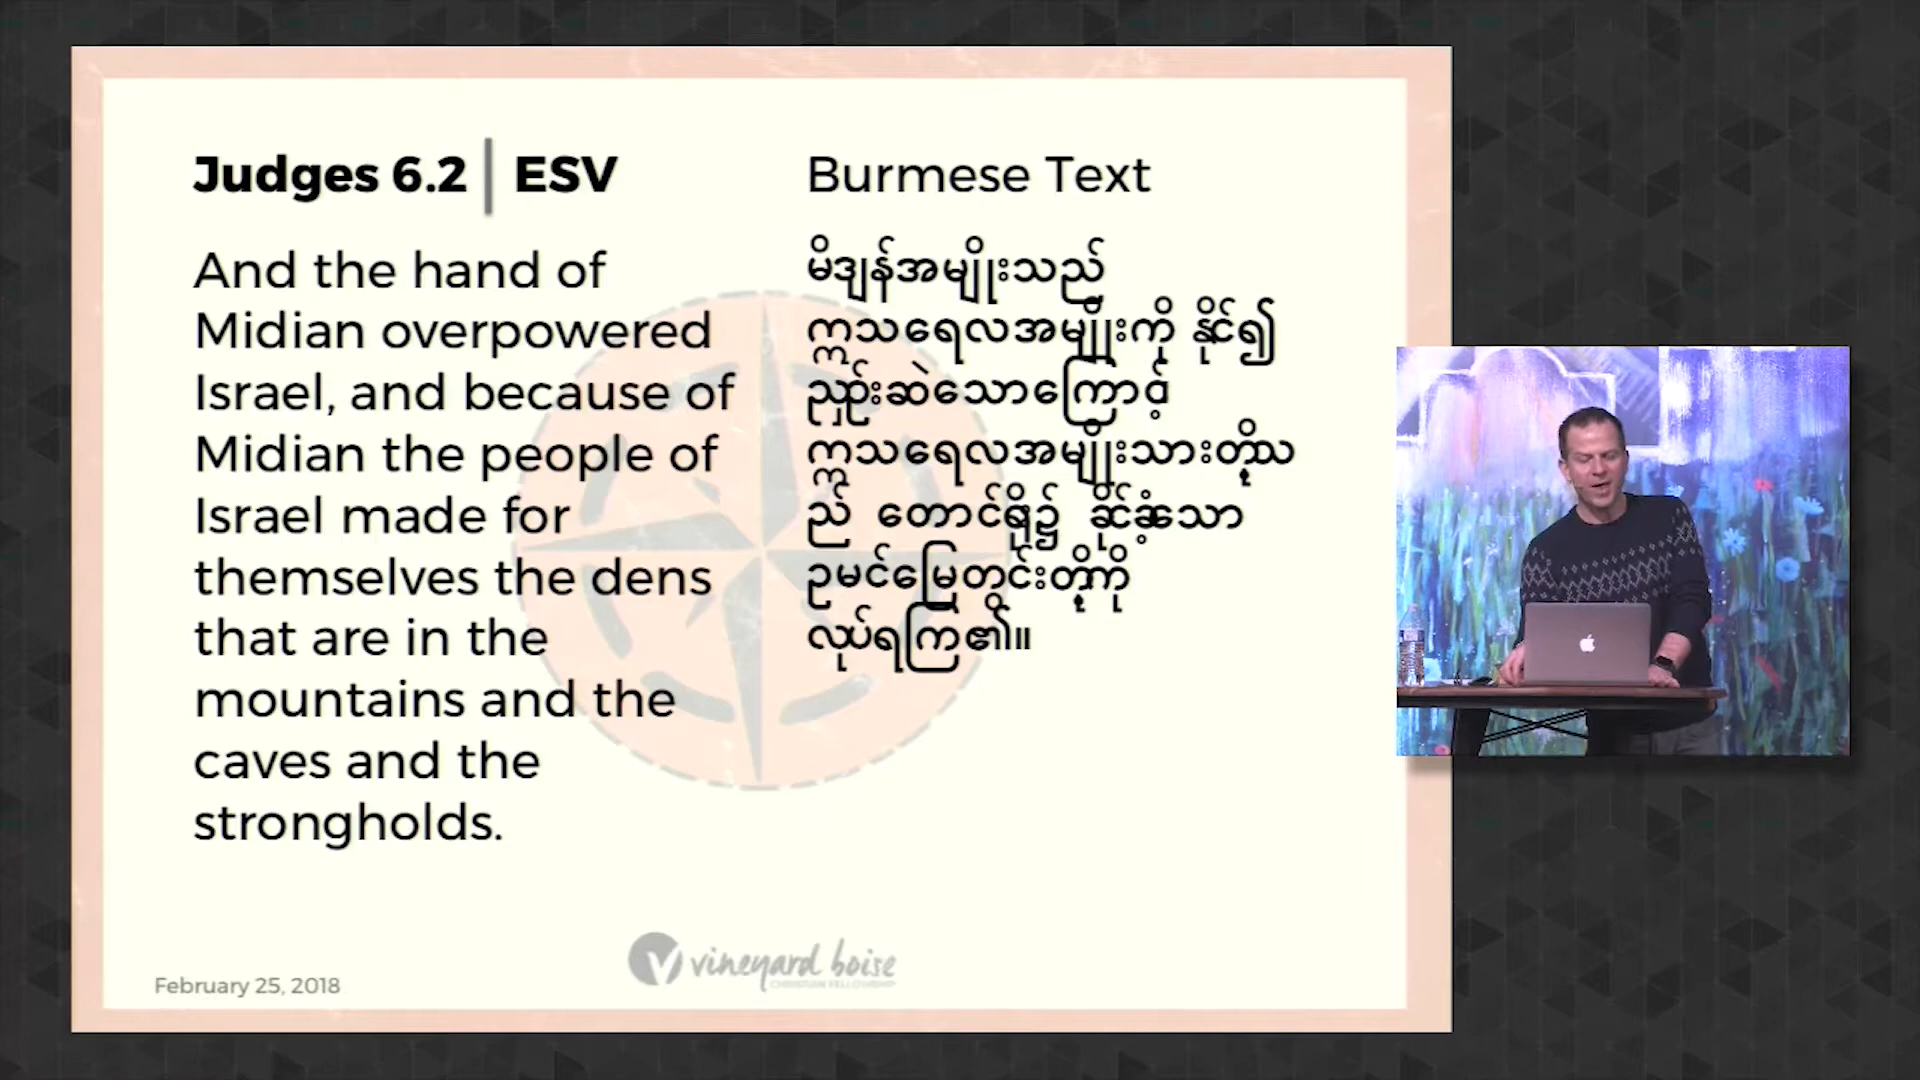 Judges 6.2 | ESV
And the hand of
Midian overpowered
Israel, and because of
Midian the people of
Israel made for
themselves the dens
that are in the
mountains and the
caves and the
strongholds.
Burmese Text
မိဒျန်အမျိုးသည်
ဣသရေလအမျိုးကို နိုင်၍
ညှဉ်းဆဲသောကြောင့်
ဣသရေလအမျိုးသားတို့သ
ည် တောင်ရို၌ ခိုင်ခံ့သော
ဥမင်မြေတွင်းတို့ကို
လုပ်ရကြ၏။
February 25, 2018
vineyard boise
CHRISTIAN FELLOWSHIP